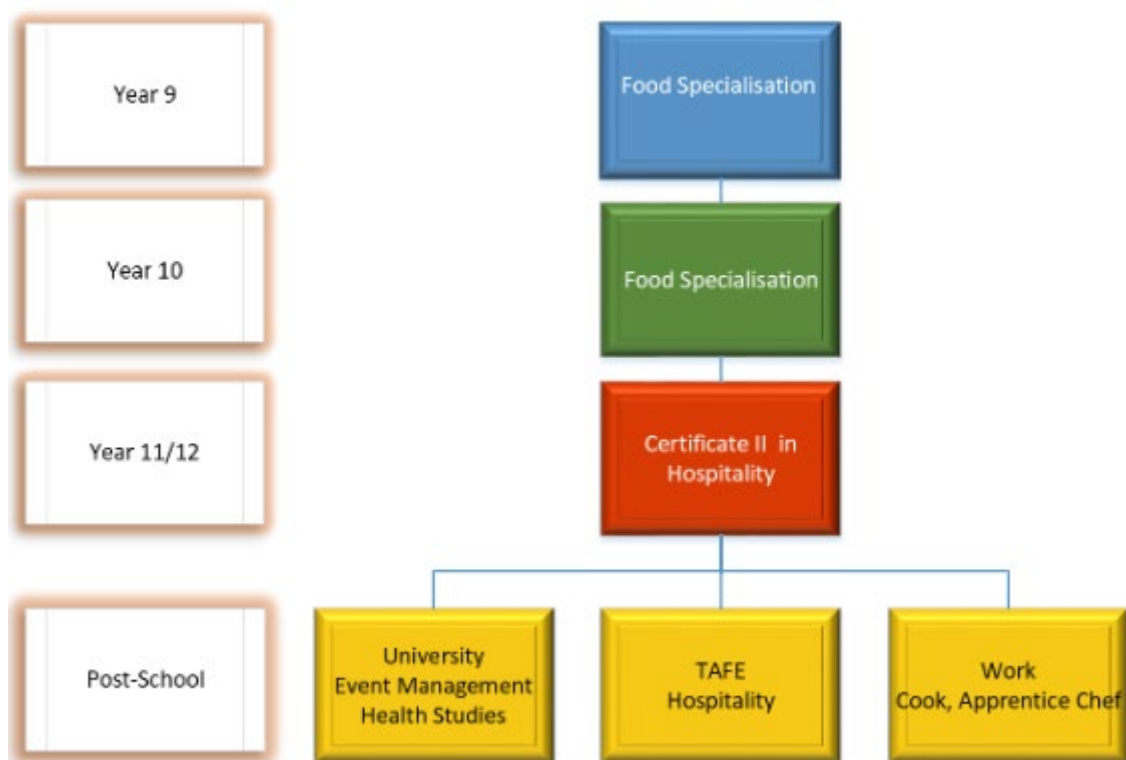 Year 9
Food Specialisation
Year 10
Food Specialisation
Year 11/12
Certificate II in
Hospitality
Post-School
University
Event Management
Health Studies
TAFE
Hospitality
Work
Cook, Apprentice Chef